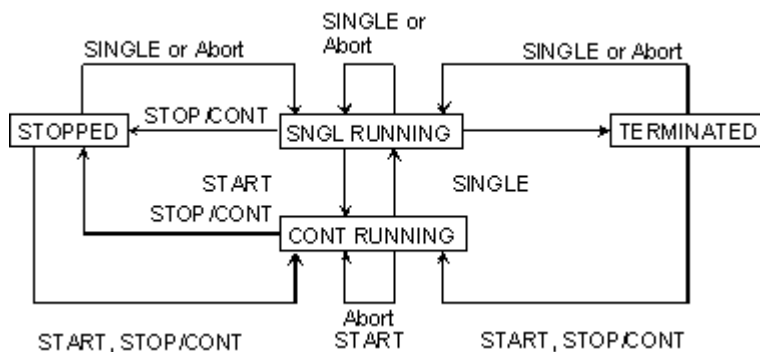 SINGLE or Abort
SINGLE or
Abort
SINGLE or Abort
STOPPED
STOP/CONT
SNGL RUNNING
TERMINATED
START
SINGLE
STOP/CONT
CONT RUNNING
Abort
START
START, STOP/CONT
START, STOP/CONT